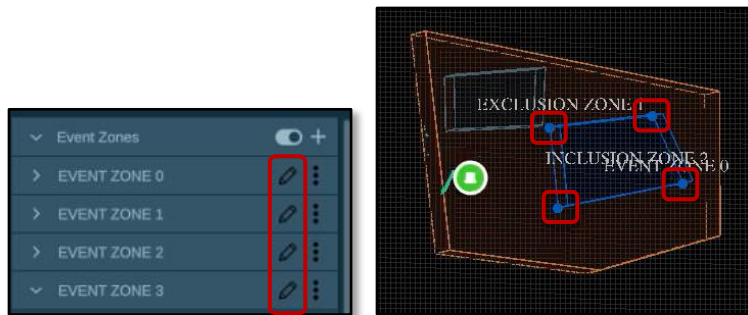 Event Zones
EVENT ZONE 0
EVENT ZONE 1
EVENT ZONE 2
EVENT ZONE 3
EXCLUSION ZONE 1
INCLUSION ZONE 3
EVENT ZONE 0